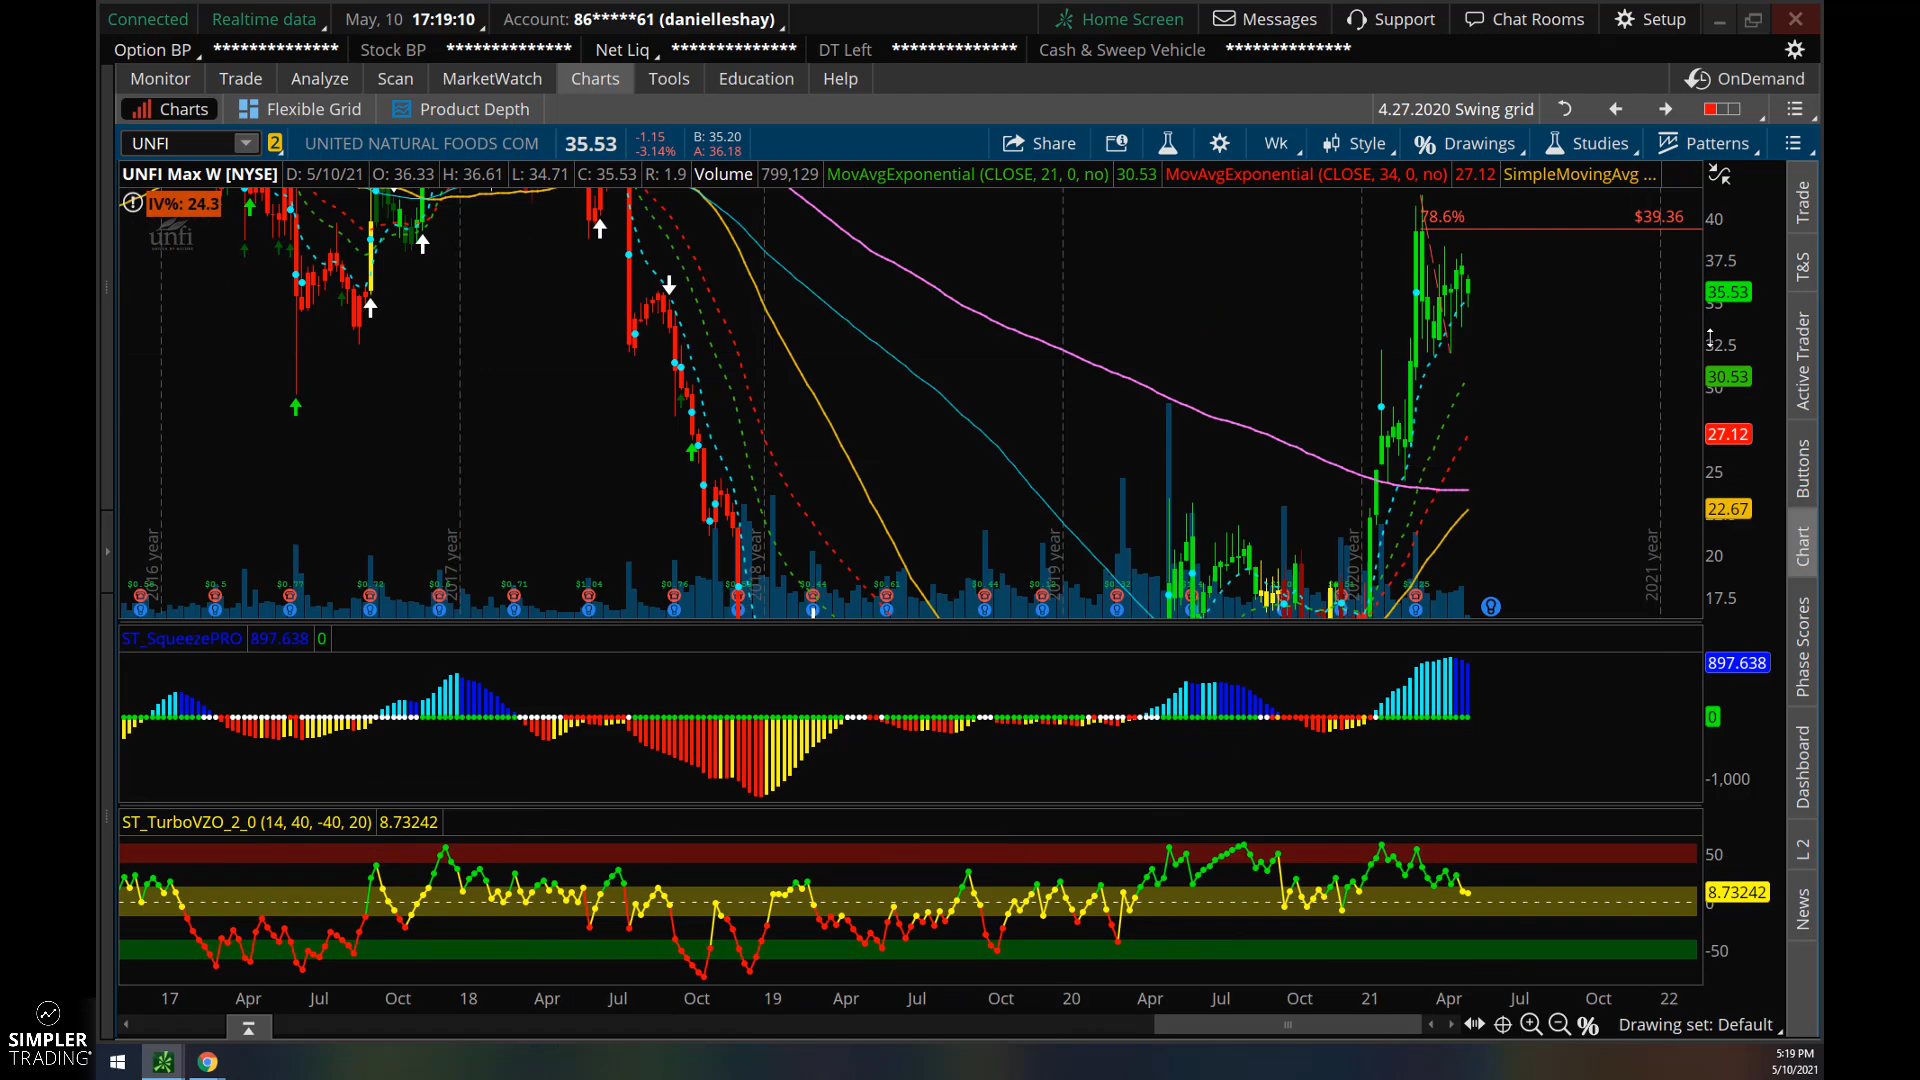 Connected Realtime data May, 10 17:19:10 Account: 86*****61 (danielleshay) Home Screen Messages Support Chat Rooms Setup
Option BP ************** Stock BP ************** Net Liq ************** DT Left ************** Cash & Sweep Vehicle **************
Monitor Trade Analyze Scan MarketWatch Charts Tools Education Help OnDemand
Charts Flexible Grid Product Depth 4.27.2020 Swing grid
UNFI 2 UNITED NATURAL FOODS COM 35.53 -1.15 -3.14% B: 35.20 A: 36.18 Share Wk Style Drawings Studies Patterns
UNFI Max W [NYSE] D: 5/10/21 O: 36.33 H: 36.61 L: 34.71 C: 35.53 R: 1.9 Volume 799,129 MovAvgExponential (CLOSE, 21, 0, no) 30.53 MovAvgExponential (CLOSE, 34, 0, no) 27.12 SimpleMovingAvg ...
IV%: 24.3
unfi
78.6% $39.36
40
37.5
35.53
35
32.5
30.53
30
27.12
25
22.67
20
17.5
2016 year
2017 year
2018 year
2019 year
2020 year
2021 year
ST_SqueezePRO 897.638 0
897.638
0
-1,000
ST_TurboVZO_2_0 (14, 40, -40, 20) 8.73242
50
8.73242
0
-50
17 Apr Jul Oct 18 Apr Jul Oct 19 Apr Jul Oct 20 Apr Jul Oct 21 Apr Jul Oct 22
Drawing set: Default
Trade
T&S
Active Trader
Buttons
Chart
Phase Scores
Dashboard
L 2
News
SIMPLER
TRADING
5:19 PM
5/10/2021